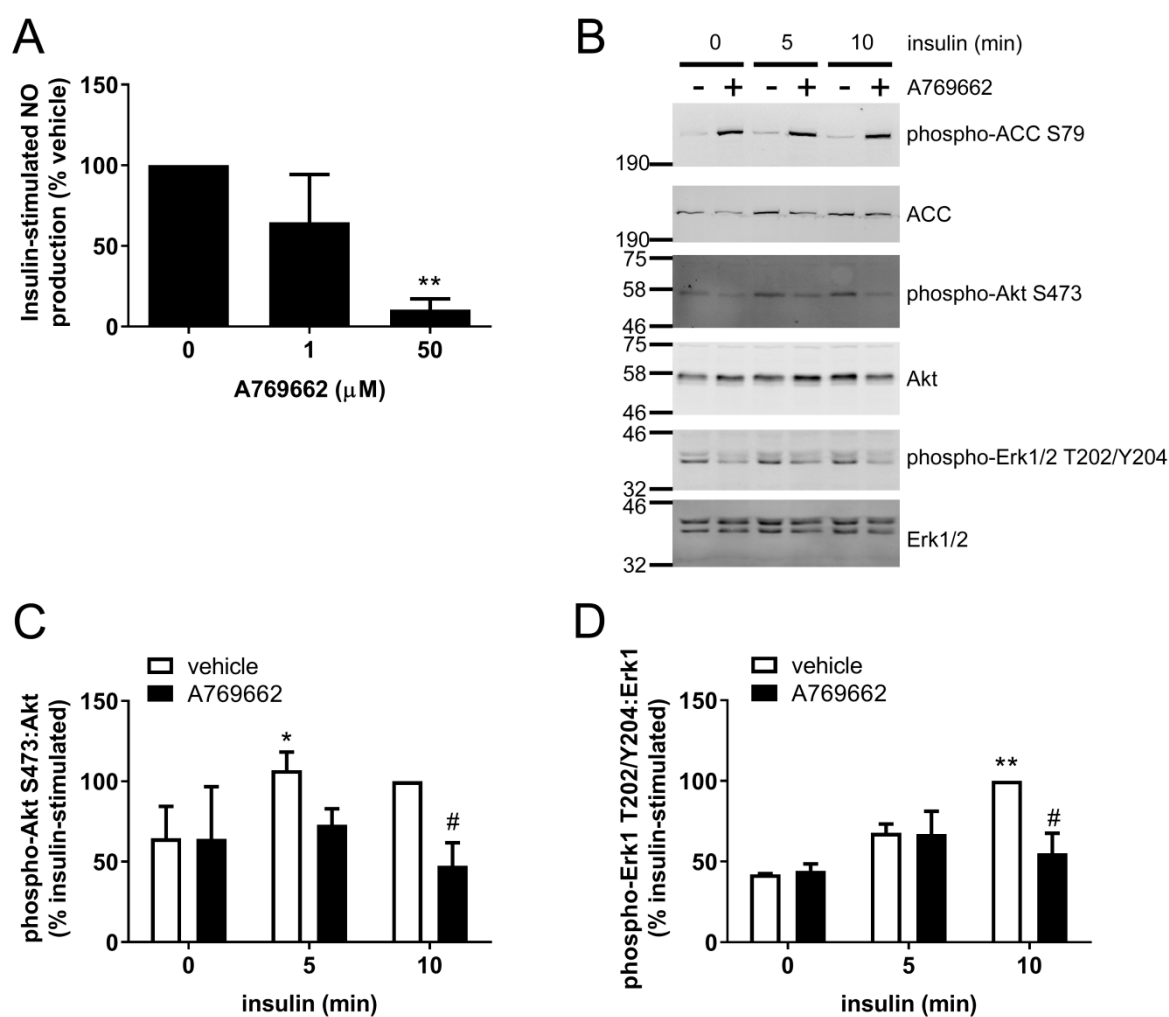 A
Insulin-stimulated NO
production (% vehicle)
150
100
50
0
**
0 1 50
A769662 (μM)
B
0 5 10 insulin (min)
- + - + - + A769662
phospho-ACC S79
190
ACC
190
75
58 phospho-Akt S473
46
75
58 Akt
46
46
phospho-Erk1/2 T202/Y204
32
46
Erk1/2
32
C
vehicle
A769662
phospho-Akt S473:Akt
(% insulin-stimulated)
150
100
50
0
*
#
0 5 10
insulin (min)
D
vehicle
A769662
phospho-Erk1 T202/Y204:Erk1
(% insulin-stimulated)
150
100
50
0
**
#
0 5 10
insulin (min)